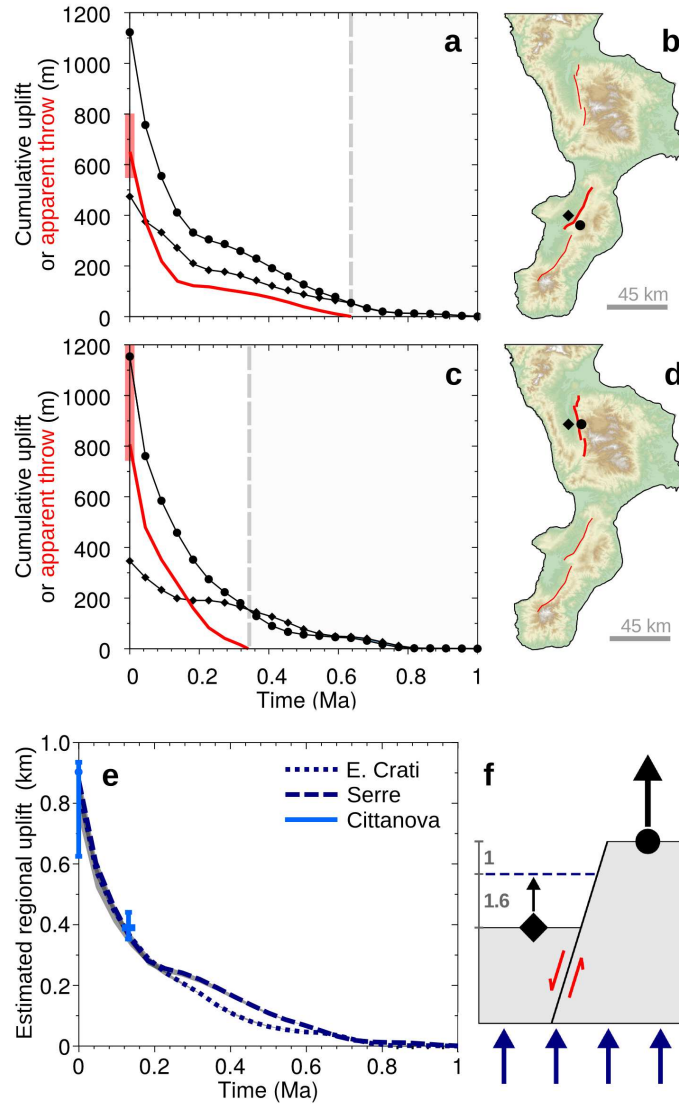 a
1200
1000
800
600
400
200
0
Cumulative uplift
or apparent throw (m)
b
45 km
c
1200
1000
800
600
400
200
0
Cumulative uplift
or apparent throw (m)
0
0.2
0.4
0.6
0.8
1
Time (Ma)
d
45 km
e
1.0
0.8
0.6
0.4
0.2
0
Estimated regional uplift (km)
E. Crati
Serre
Cittanova
0
0.2
0.4
0.6
0.8
1
Time (Ma)
f
1
1.6